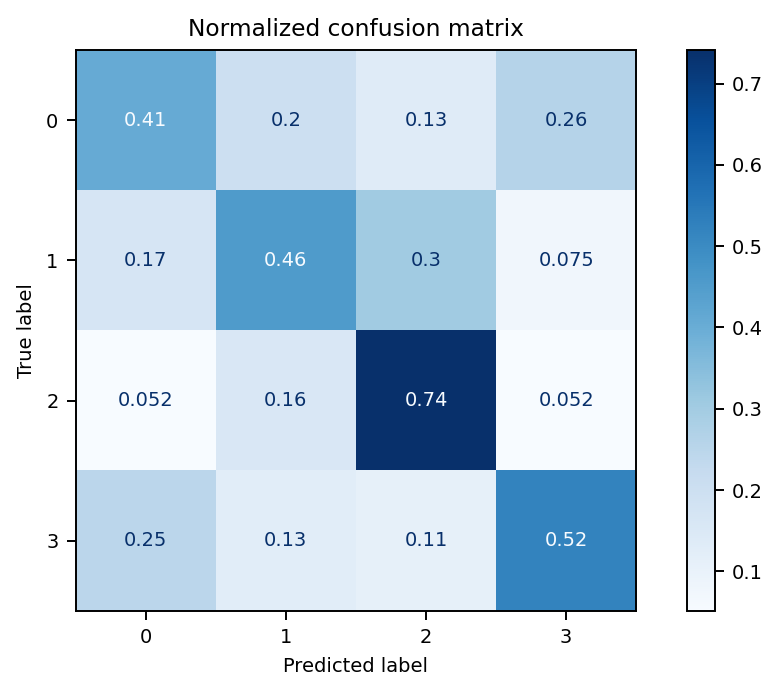 Normalized confusion matrix
0 0.41 0.2 0.13 0.26
1 0.17 0.46 0.3 0.075
2 0.052 0.16 0.74 0.052
3 0.25 0.13 0.11 0.52
0 1 2 3
True label
Predicted label
0.7
0.6
0.5
0.4
0.3
0.2
0.1